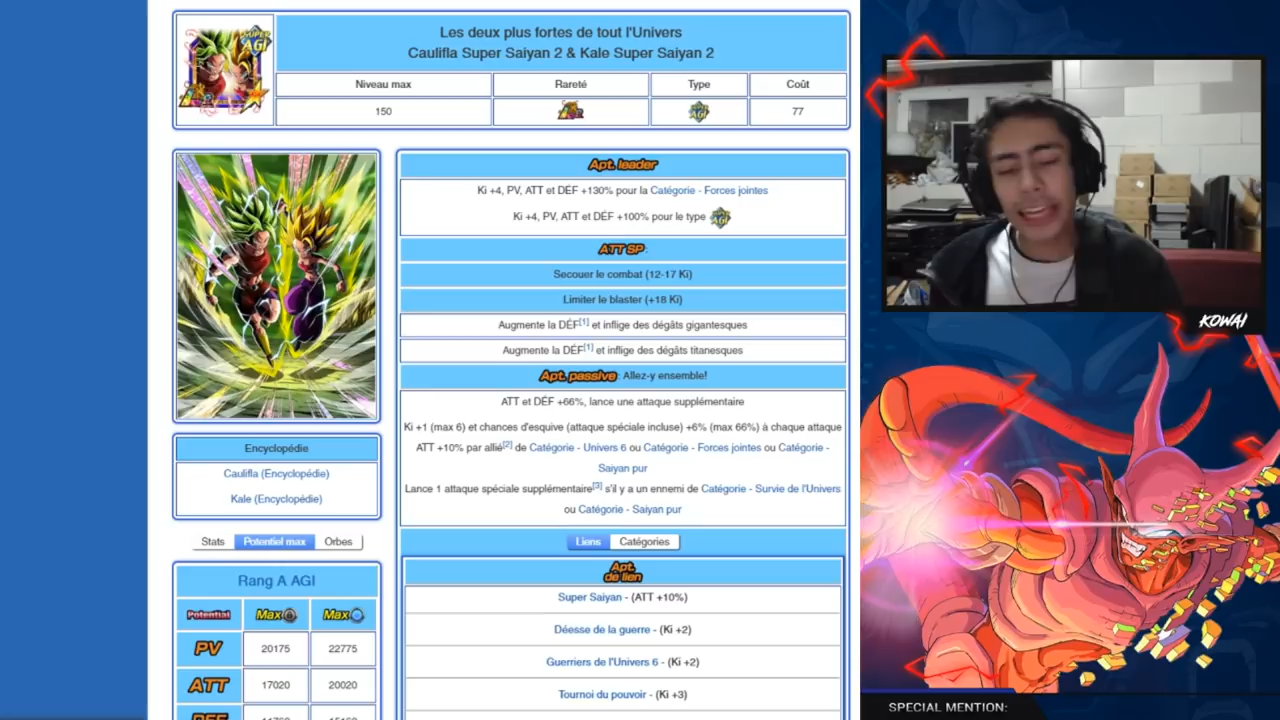 SUPER
AGI
Les deux plus fortes de tout l'Univers
Caulifla Super Saiyan 2 & Kale Super Saiyan 2
Niveau max
Rareté
Type
Coût
150
AGI
77
Apt. leader
Ki +4, PV, ATT et DÉF +130% pour la Catégorie - Forces jointes
Ki +4, PV, ATT et DÉF +100% pour le type AGI
ATT SP:
Secouer le combat (12-17 Ki)
Limiter le blaster (+18 Ki)
Augmente la DÉF[1] et inflige des dégâts gigantesques
Augmente la DÉF[1] et inflige des dégâts titanesques
Apt. passive: Allez-y ensemble!
ATT et DÉF +66%, lance une attaque supplémentaire
Ki +1 (max 6) et chances d'esquive (attaque spéciale incluse) +6% (max 66%) à chaque attaque
ATT +10% par allié[2] de Catégorie - Univers 6 ou Catégorie - Forces jointes ou Catégorie -
Saiyan pur
Lance 1 attaque spéciale supplémentaire[3] s'il y a un ennemi de Catégorie - Survie de l'Univers
ou Catégorie - Saiyan pur
Liens
Catégories
Apt.
de lien
Super Saiyan - (ATT +10%)
Déesse de la guerre - (Ki +2)
Guerriers de l'Univers 6 - (Ki +2)
Tournoi du pouvoir - (Ki +3)
Encyclopédie
Caulifla (Encyclopédie)
Kale (Encyclopédie)
Stats
Potentiel max
Orbes
Rang A AGI
Potential
Max
Max
PV
20175
22775
ATT
17020
20020
KOWAI
SPECIAL MENTION: